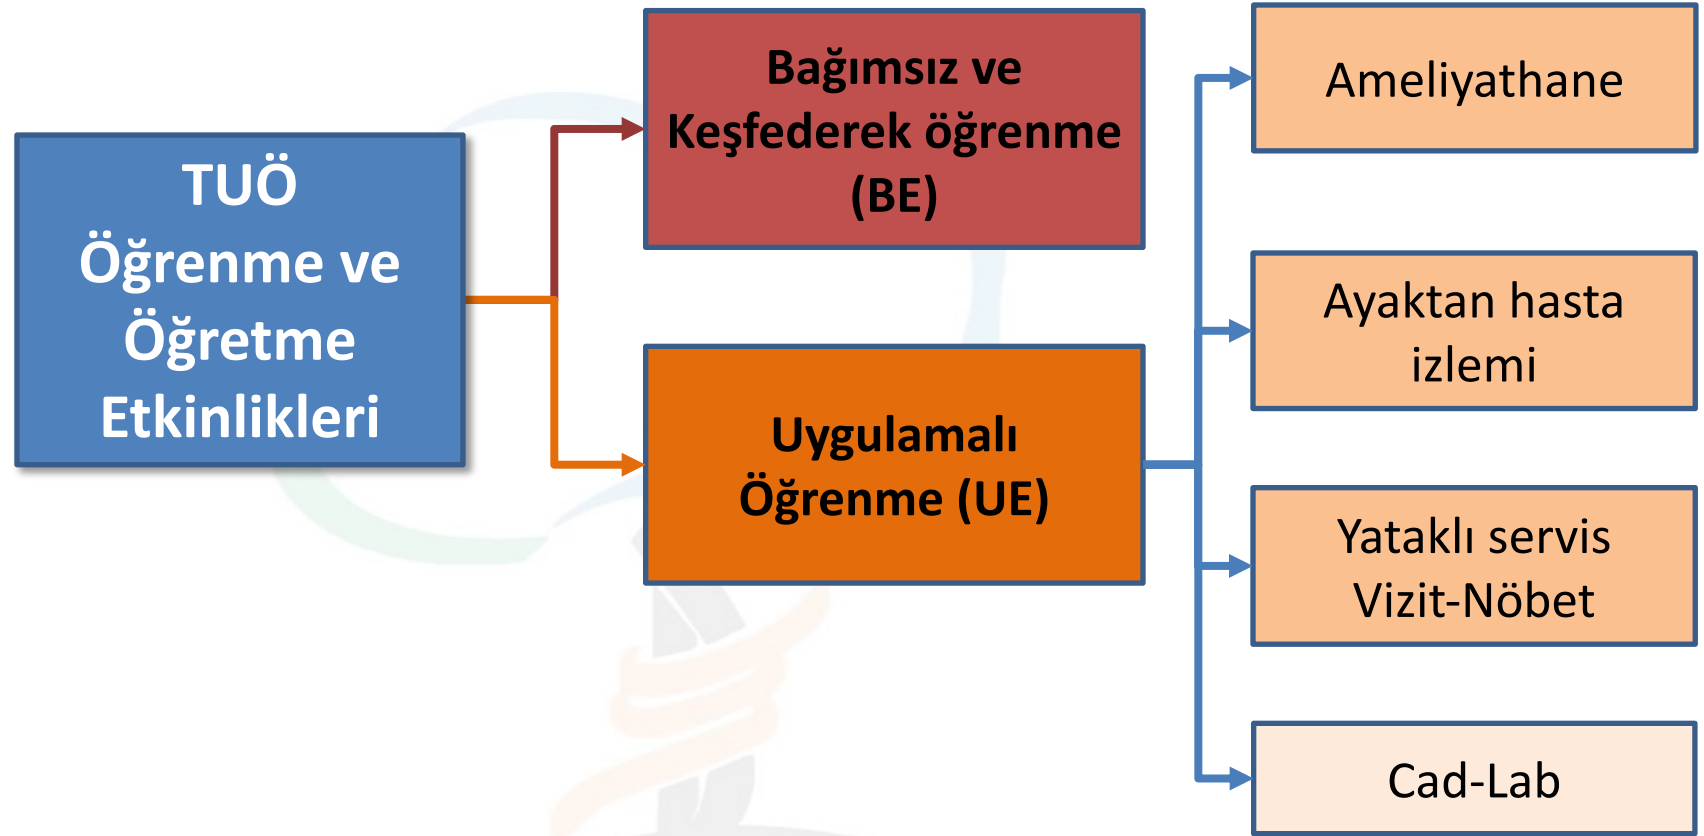 TUÖ
Öğrenme ve
Öğretme
Etkinlikleri
Bağımsız ve
Keşfederek öğrenme
(BE)
Uygulamalı
Öğrenme (UE)
Ameliyathane
Ayaktan hasta
izlemi
Yataklı servis
Vizit-Nöbet
Cad-Lab